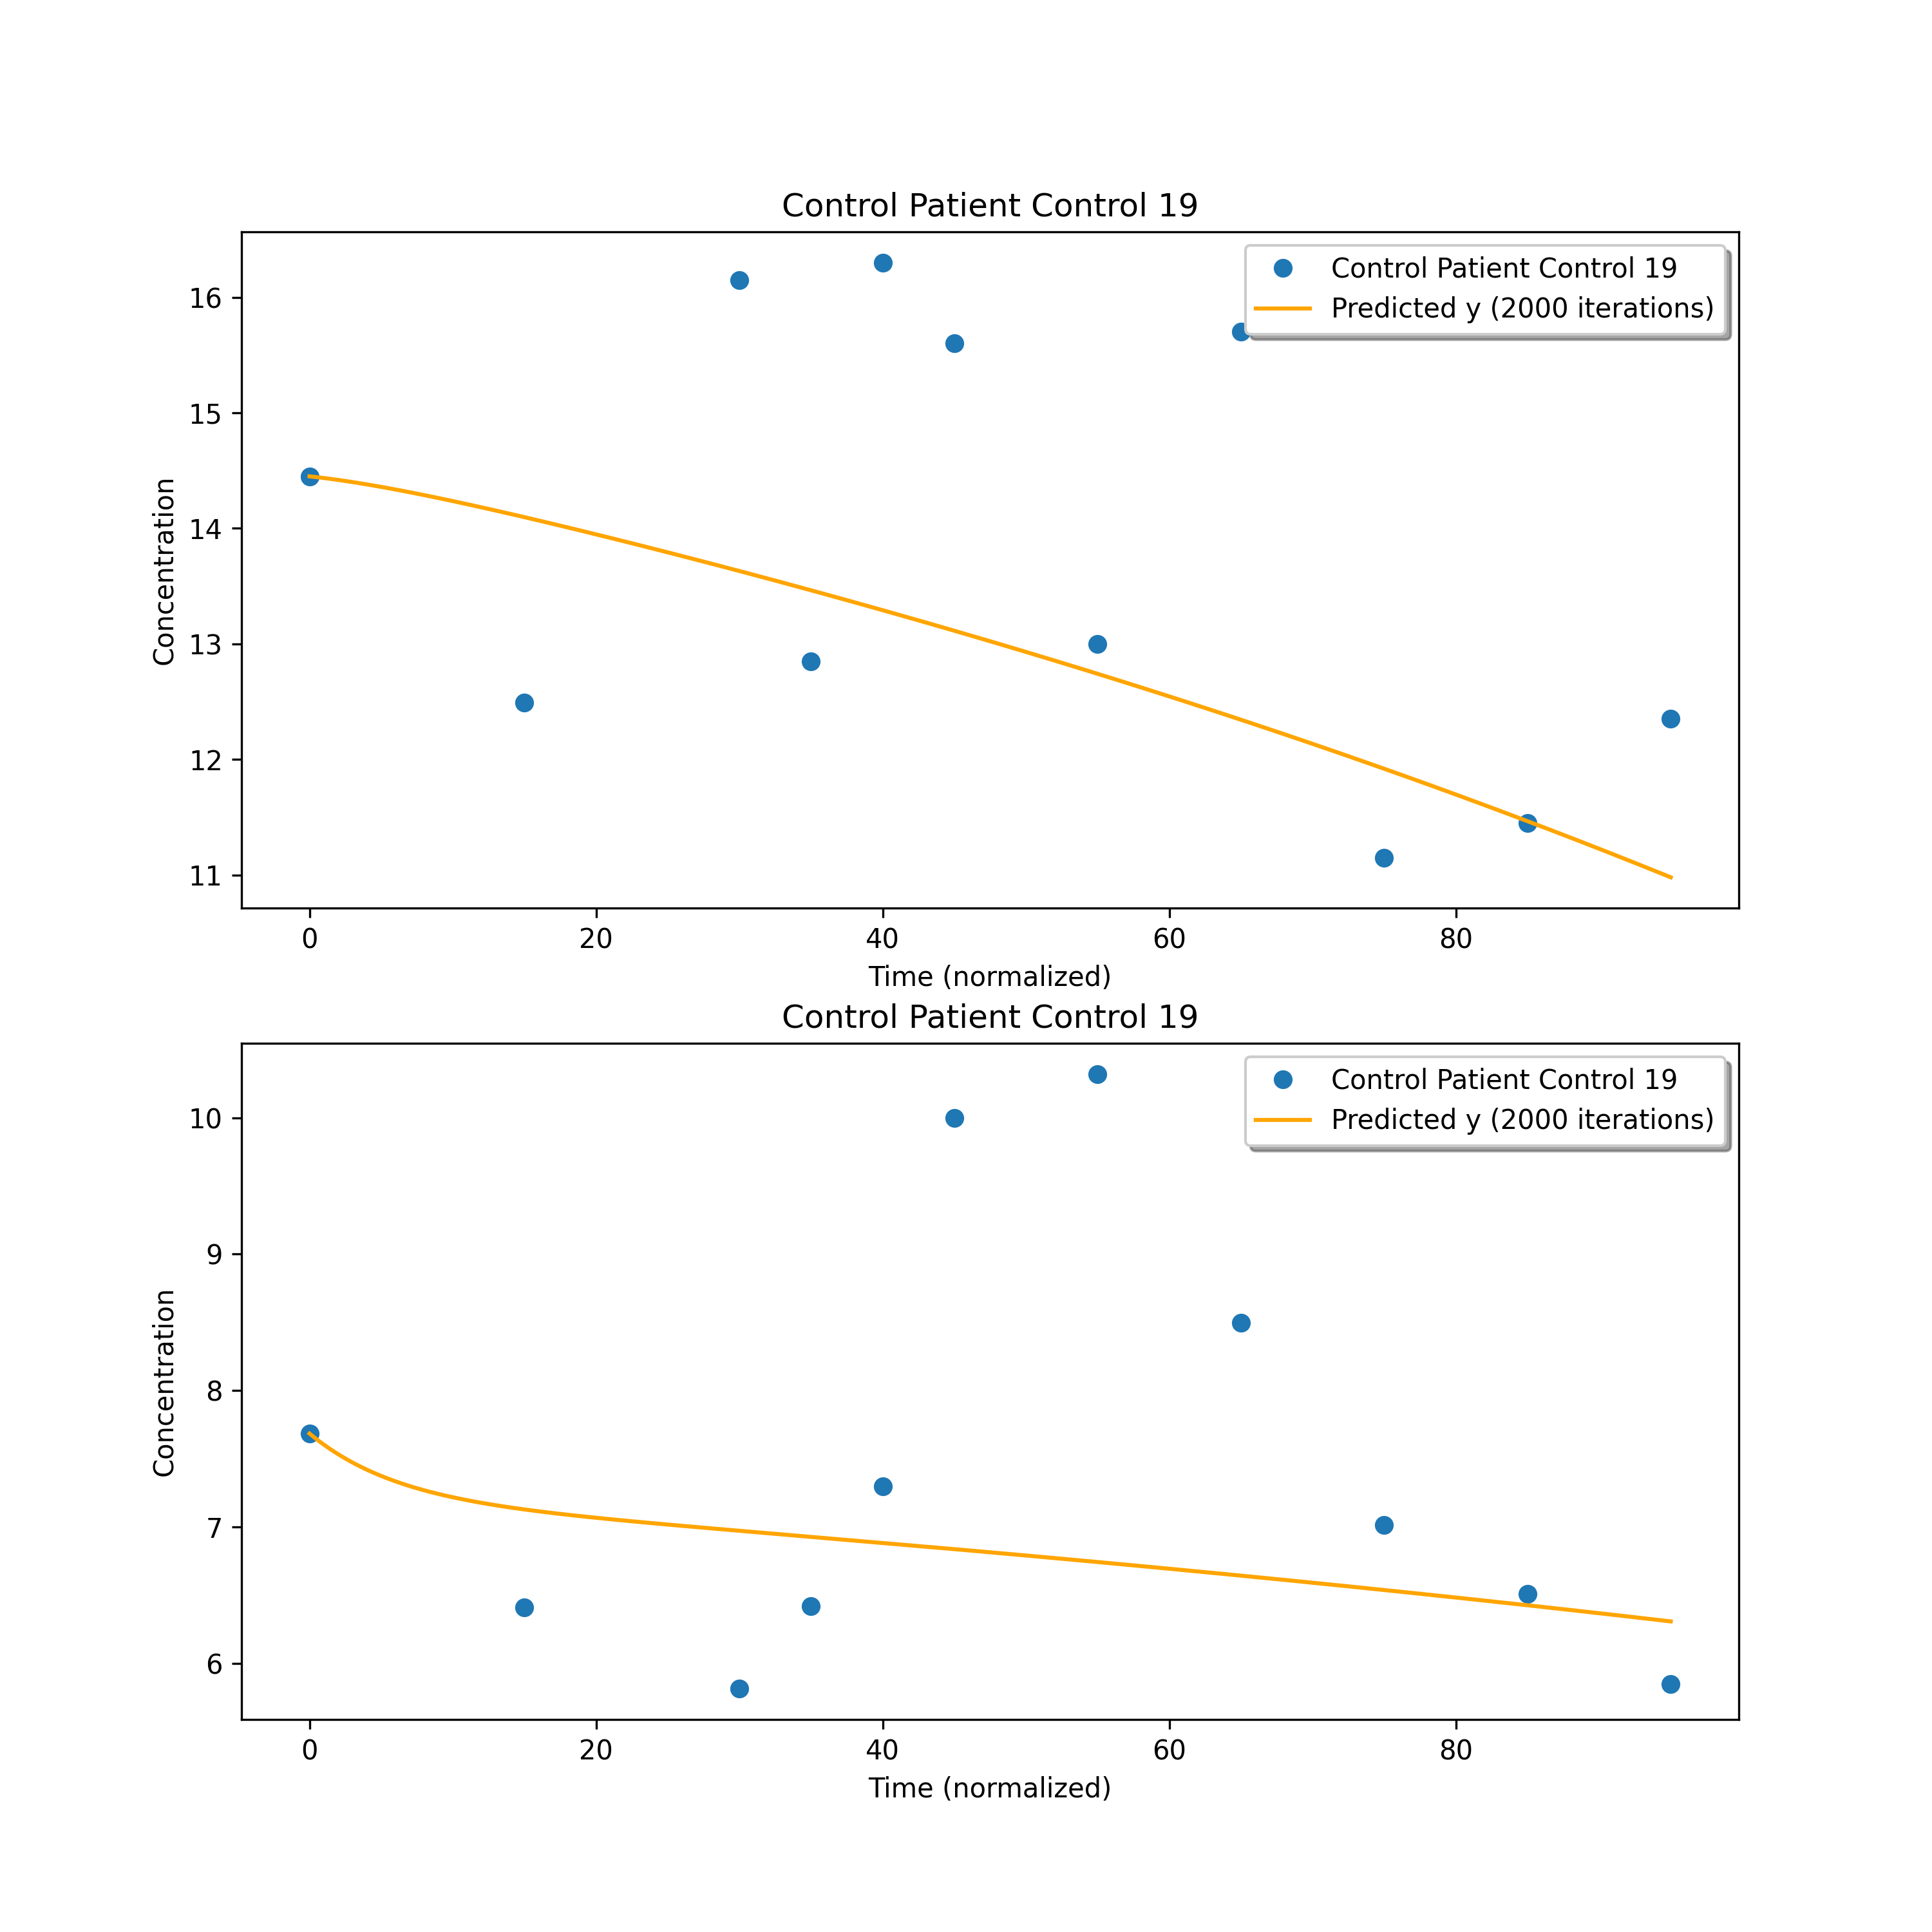 Control Patient Control 19
Control Patient Control 19
Predicted y (2000 iterations)
16
15
14
13
12
11
Concentration
0 20 40 60 80
Time (normalized)
Control Patient Control 19
Control Patient Control 19
Predicted y (2000 iterations)
10
9
8
7
6
Concentration
0 20 40 60 80
Time (normalized)